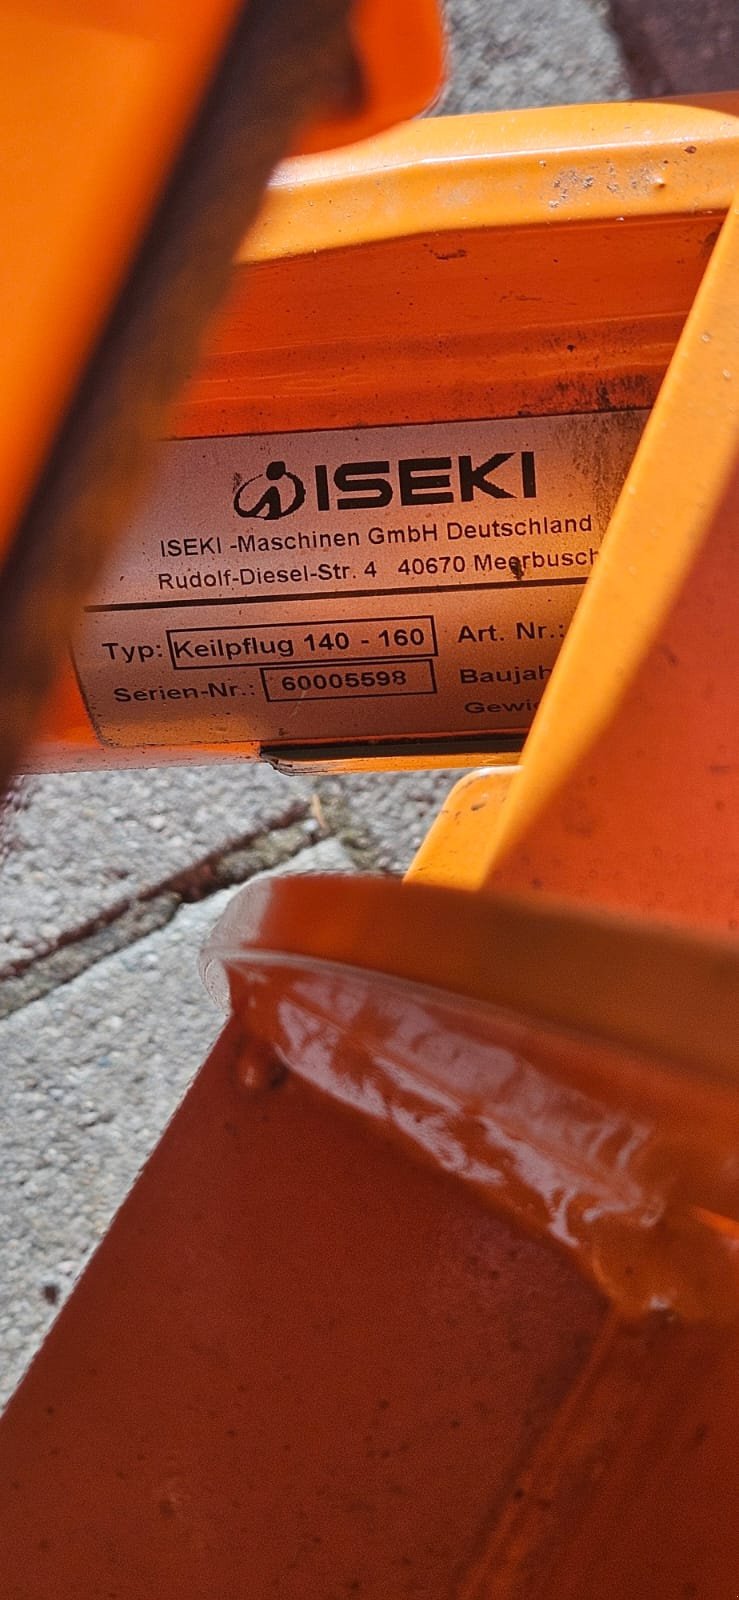 ISEKI
ISEKI -Maschinen GmbH Deutschland
Rudolf-Diesel-Str. 4 40670 Meerbusch
Typ: Keilpflug 140 - 160 Art. Nr.:
Serien-Nr.: 60005598